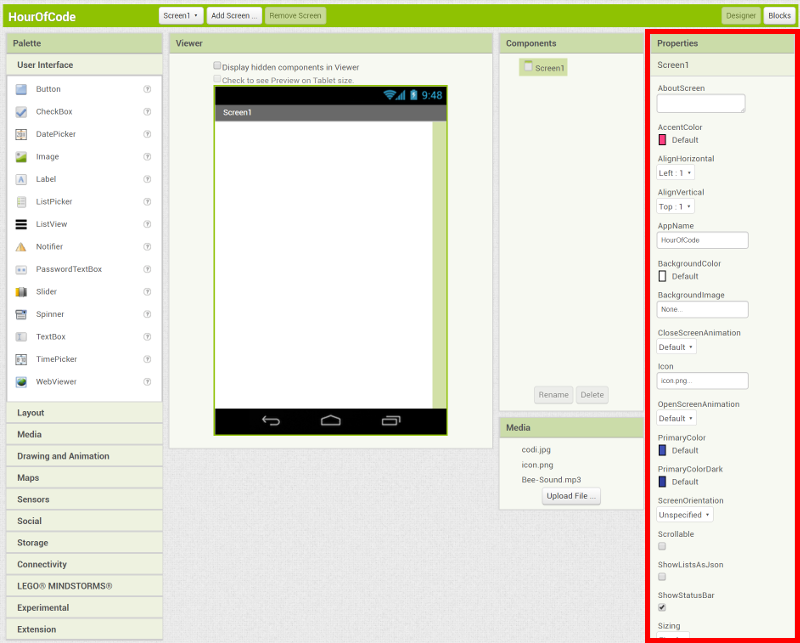 HourOfCode
Screen1
Add Screen ...
Remove Screen
Designer
Blocks
Palette
User Interface
Button
CheckBox
DatePicker
Image
Label
ListPicker
ListView
Notifier
PasswordTextBox
Slider
Spinner
TextBox
TimePicker
WebViewer
Layout
Media
Drawing and Animation
Maps
Sensors
Social
Storage
Connectivity
LEGO® MINDSTORMS®
Experimental
Extension
Viewer
Display hidden components in Viewer
Check to see Preview on Tablet size.
9:48
Screen1
Components
Screen1
Rename
Delete
Media
codi.jpg
icon.png
Bee-Sound.mp3
Upload File ...
Properties
Screen1
AboutScreen
AccentColor
Default
AlignHorizontal
Left : 1
AlignVertical
Top : 1
AppName
HourOfCode
BackgroundColor
Default
BackgroundImage
None...
CloseScreenAnimation
Default
Icon
icon.png...
OpenScreenAnimation
Default
PrimaryColor
Default
PrimaryColorDark
Default
ScreenOrientation
Unspecified
Scrollable
ShowListsAsJson
ShowStatusBar
Sizing